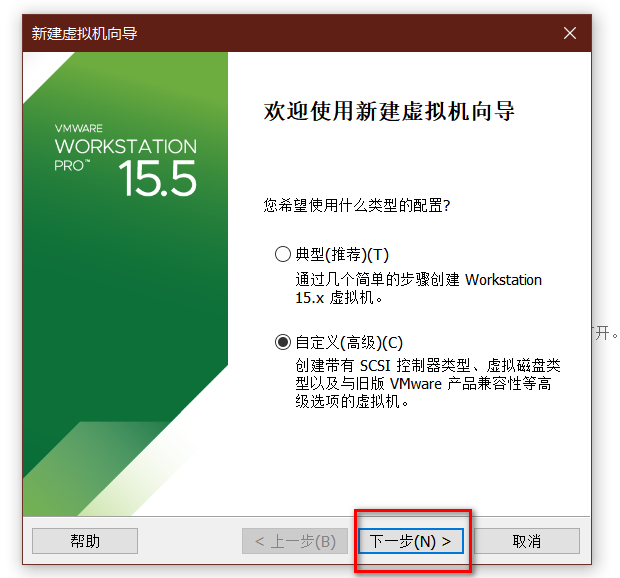 新建虚拟机向导
VMWARE
WORKSTATION
PRO™
15.5
欢迎使用新建虚拟机向导
您希望使用什么类型的配置?
典型(推荐)(T)
通过几个简单的步骤创建 Workstation
15.x 虚拟机。
自定义(高级)(C)
创建带有 SCSI 控制器类型、虚拟磁盘类
型以及与旧版 VMware 产品兼容性等高
级选项的虚拟机。
开。
帮助
< 上一步(B)
下一步(N) >
取消